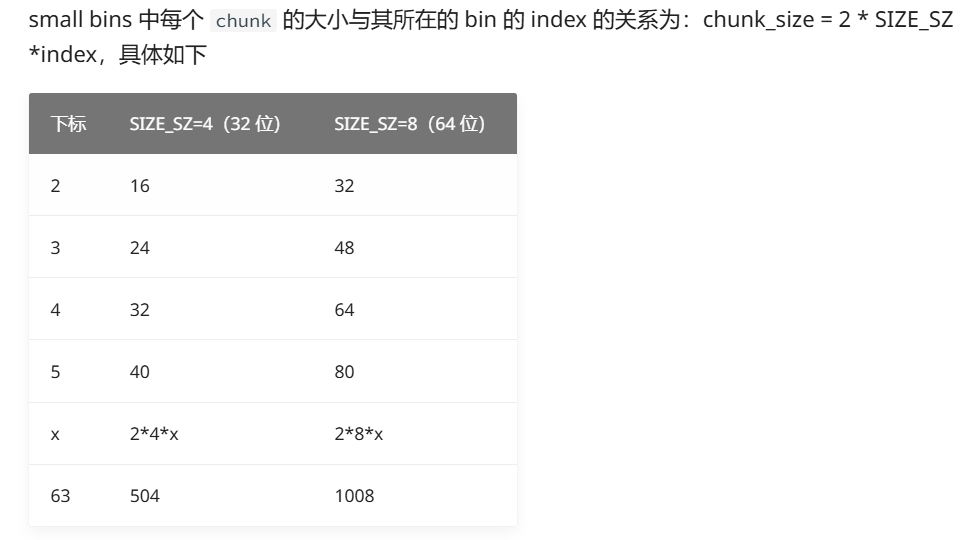 small bins 中每个 chunk 的大小与其所在的 bin 的 index 的关系为：chunk_size = 2 * SIZE_SZ
*index，具体如下
下标 SIZE_SZ=4（32 位） SIZE_SZ=8（64 位）
2 16 32
3 24 48
4 32 64
5 40 80
x 2*4*x 2*8*x
63 504 1008